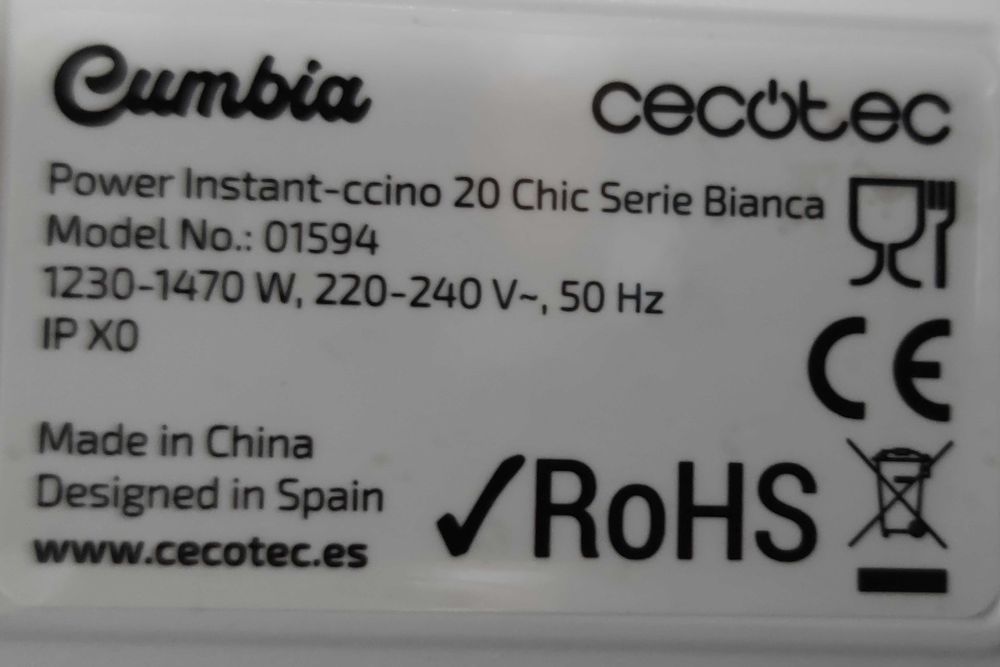 Cumbia
cecotec
Power Instant-ccino 20 Chic Serie Bianca
Model No.: 01594
1230-1470 W, 220-240 V~, 50 Hz
IP X0
CE
Made in China
Designed in Spain
www.cecotec.es
✓RoHS